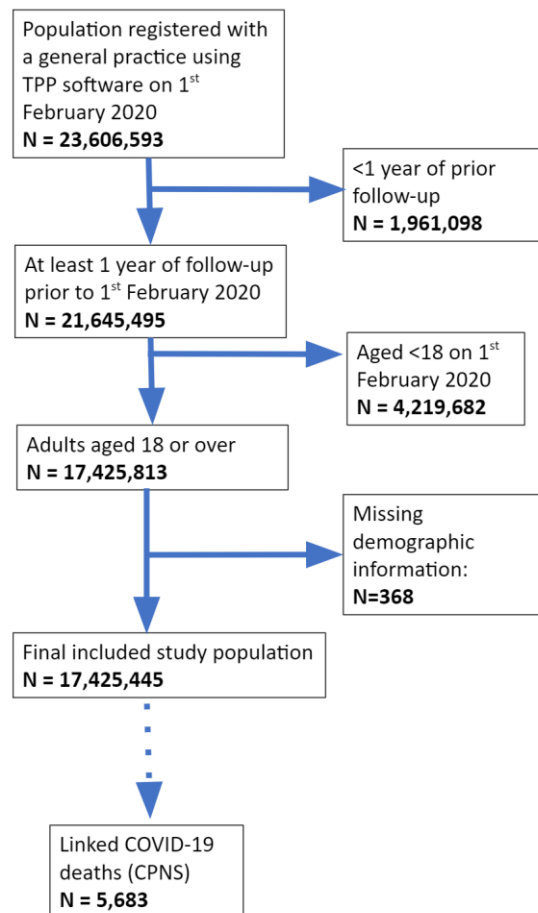 Population registered with
a general practice using
TPP software on 1st
February 2020
N = 23,606,593
<1 year of prior
follow-up
N = 1,961,098
At least 1 year of follow-up
prior to 1st February 2020
N = 21,645,495
Aged <18 on 1st
February 2020
N = 4,219,682
Adults aged 18 or over
N = 17,425,813
Missing
demographic
information:
N=368
Final included study population
N = 17,425,445
Linked COVID-19
deaths (CPNS)
N = 5,683